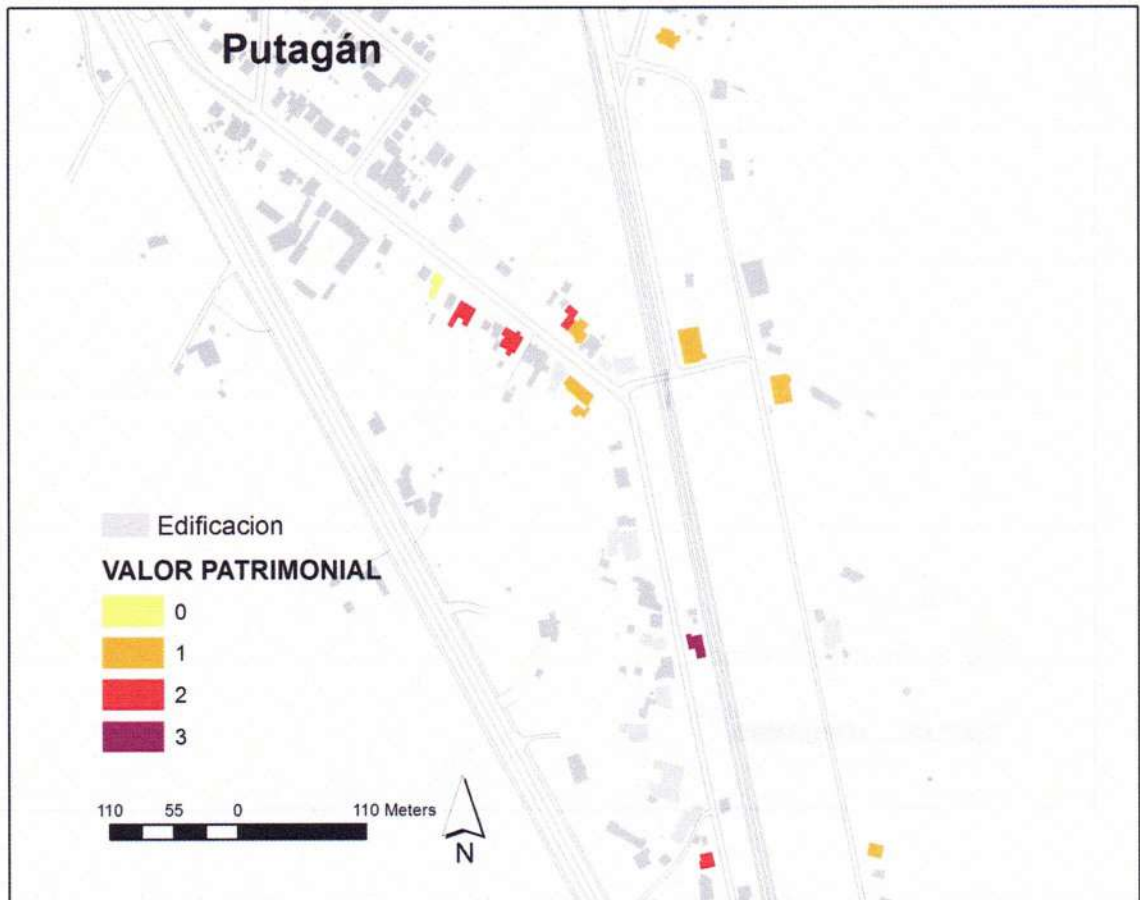 Putagán
Edificacion
VALOR PATRIMONIAL
0
1
2
3
110 55 0 110 Meters
N